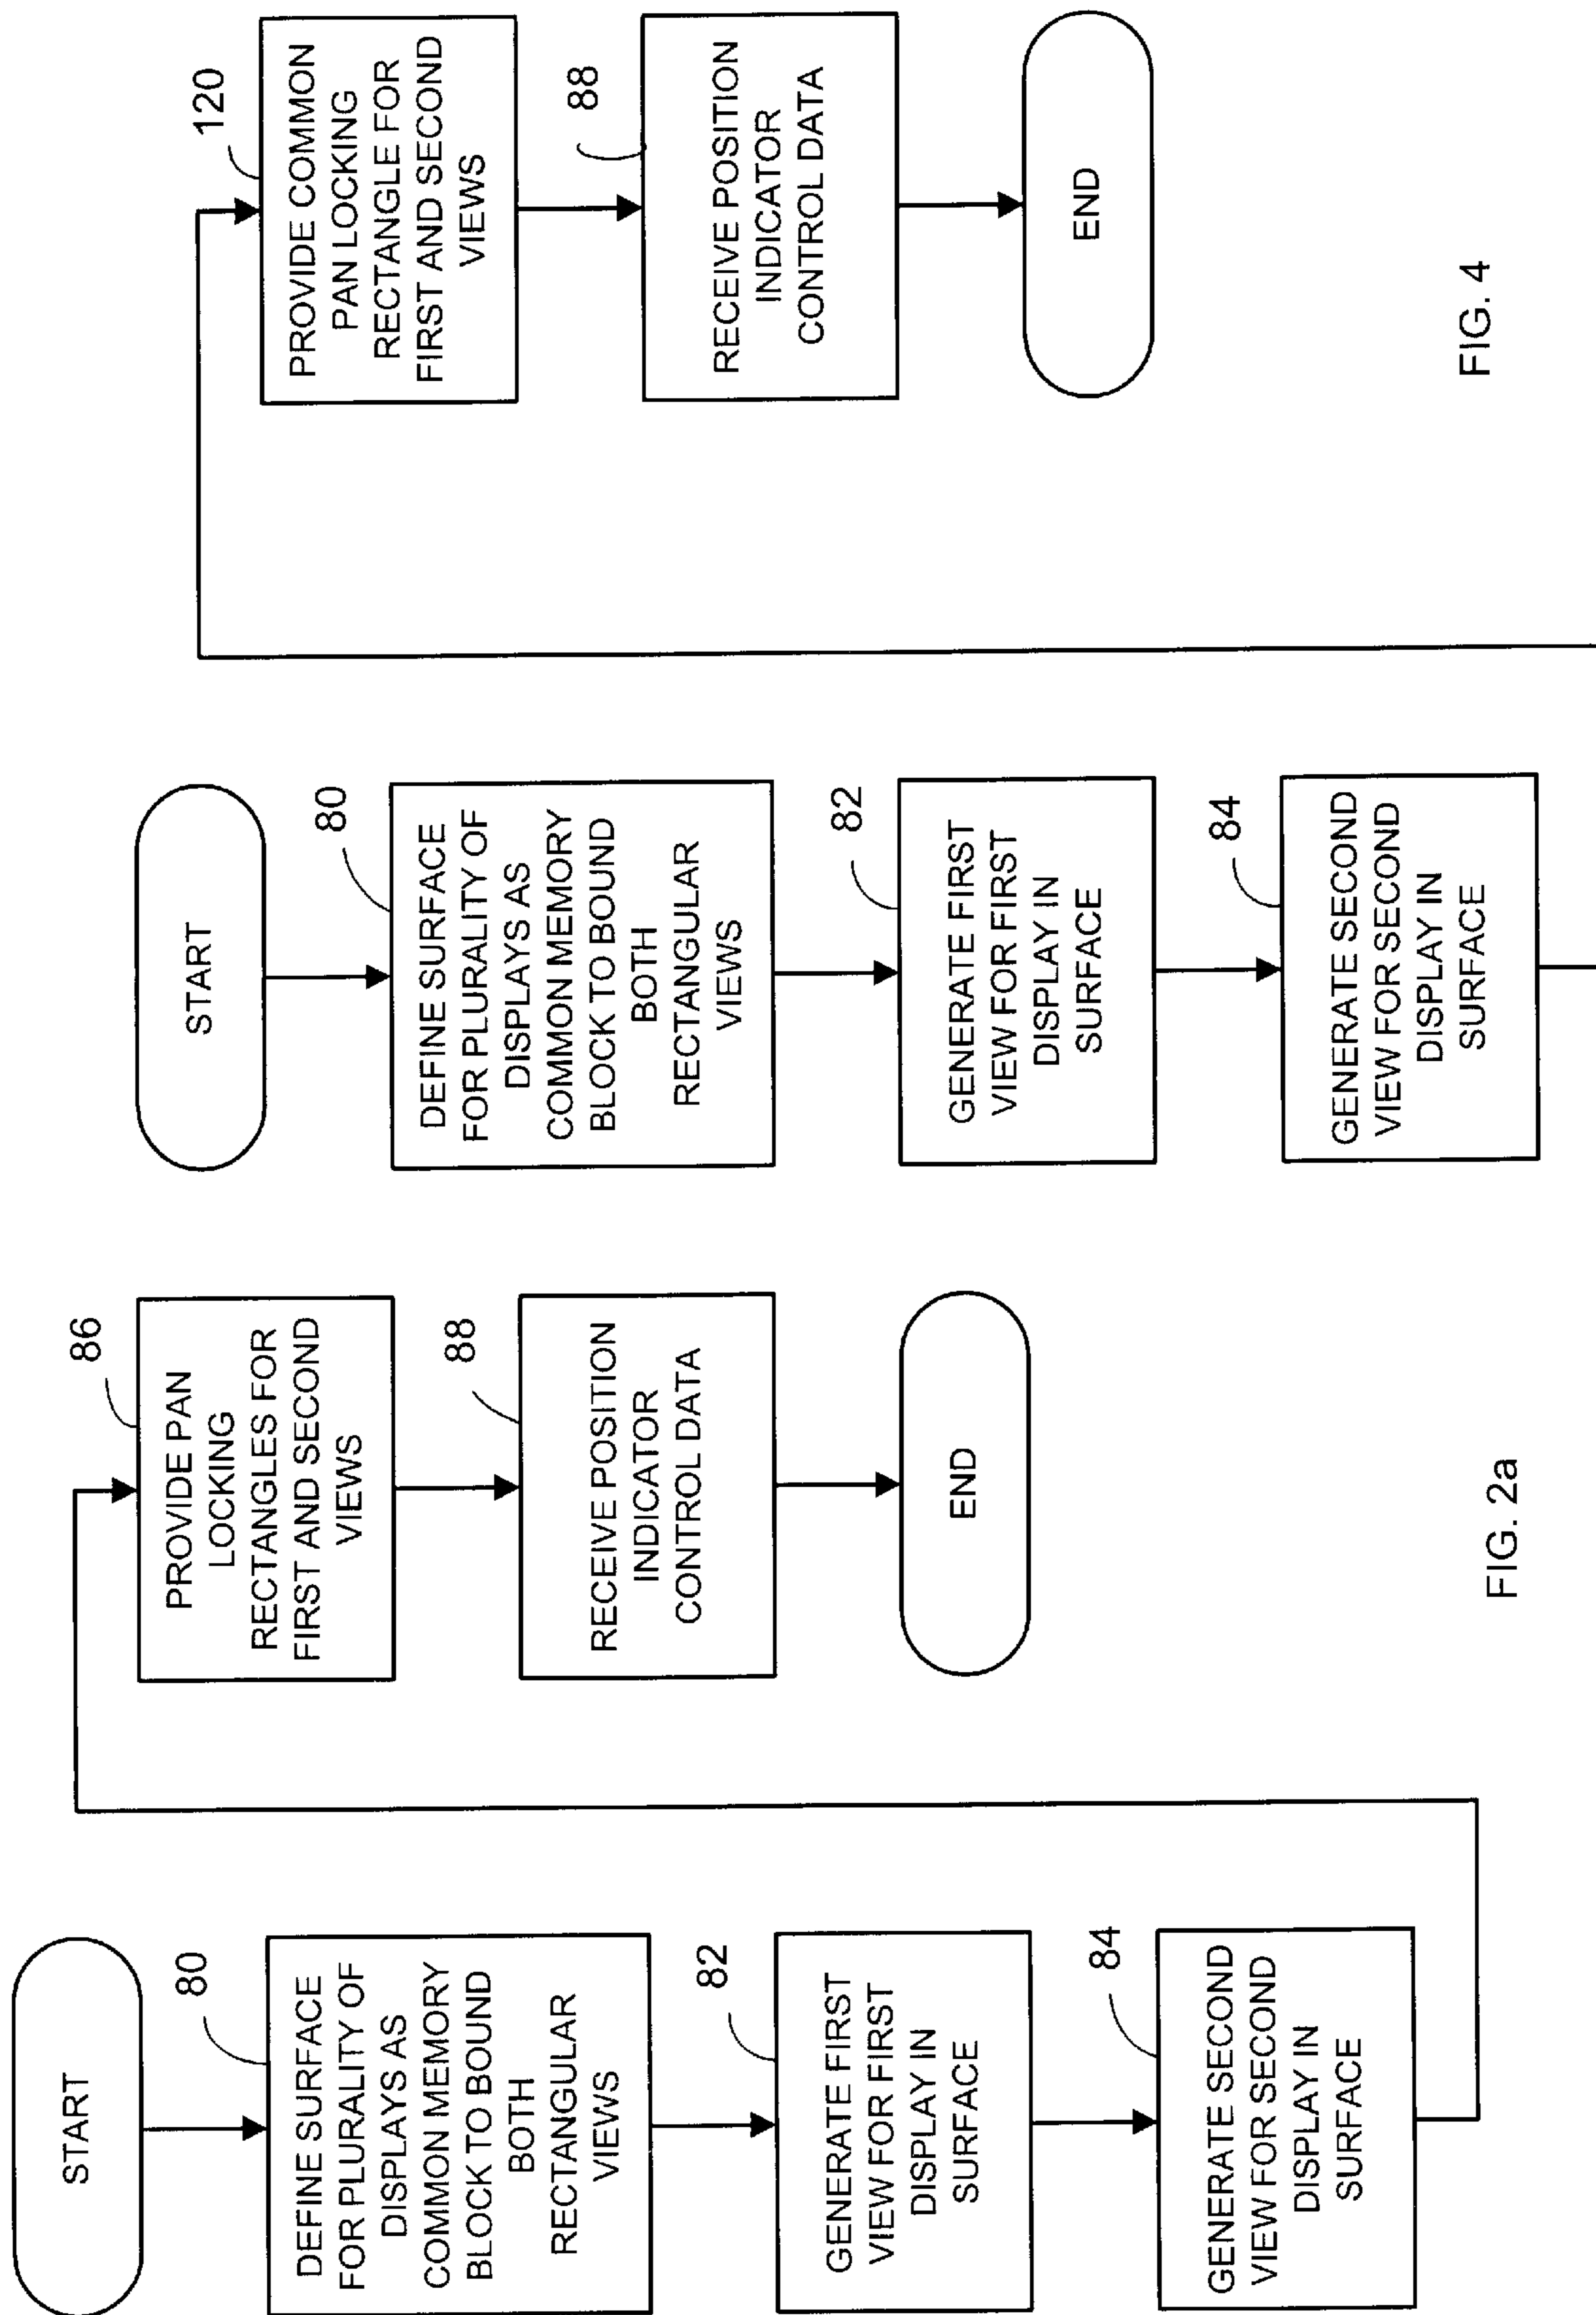 START
80
DEFINE SURFACE
FOR PLURALITY OF
DISPLAYS AS
COMMON MEMORY
BLOCK TO BOUND
BOTH
RECTANGULAR
VIEWS
82
GENERATE FIRST
VIEW FOR FIRST
DISPLAY IN
SURFACE
84
GENERATE SECOND
VIEW FOR SECOND
DISPLAY IN
SURFACE
86
PROVIDE PAN
LOCKING
RECTANGLES FOR
FIRST AND SECOND
VIEWS
88
RECEIVE POSITION
INDICATOR
CONTROL DATA
END
FIG. 2a
START
80
DEFINE SURFACE
FOR PLURALITY OF
DISPLAYS AS
COMMON MEMORY
BLOCK TO BOUND
BOTH
RECTANGULAR
VIEWS
82
GENERATE FIRST
VIEW FOR FIRST
DISPLAY IN
SURFACE
84
GENERATE SECOND
VIEW FOR SECOND
DISPLAY IN
SURFACE
120
PROVIDE COMMON
PAN LOCKING
RECTANGLE FOR
FIRST AND SECOND
VIEWS
88
RECEIVE POSITION
INDICATOR
CONTROL DATA
END
FIG. 4